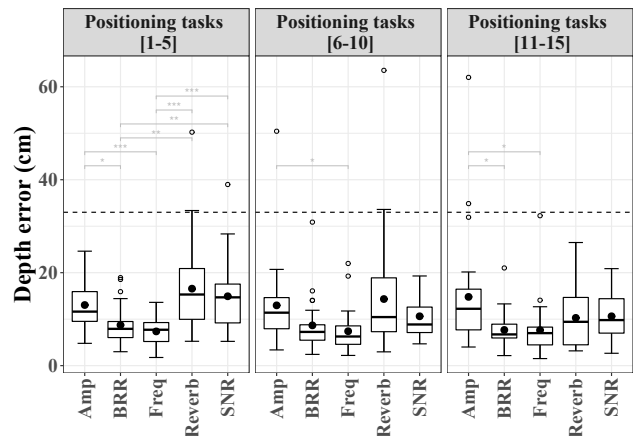 Positioning tasks
[1-5]
Positioning tasks
[6-10]
Positioning tasks
[11-15]
Depth error (cm)
60
40
20
0
***
***
**
**
***
*
*
*
*
Amp
BRR
Freq
Reverb
SNR
Amp
BRR
Freq
Reverb
SNR
Amp
BRR
Freq
Reverb
SNR